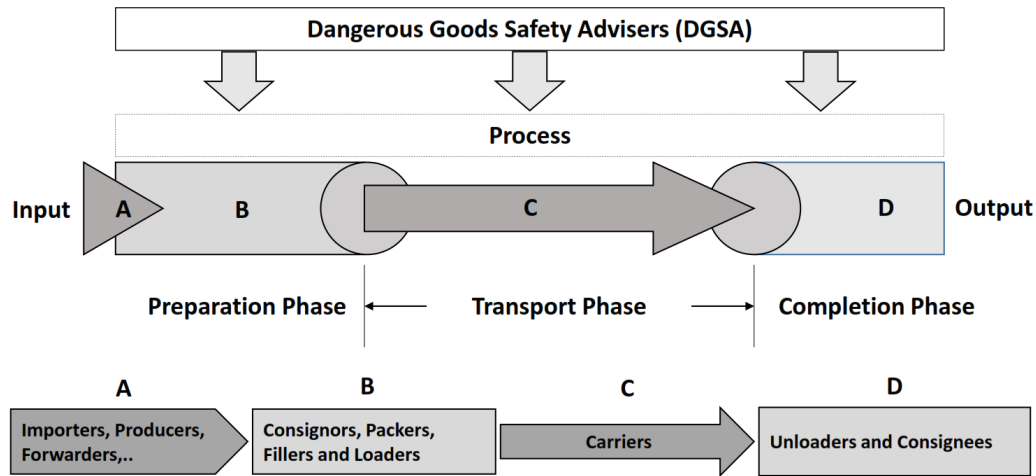 Dangerous Goods Safety Advisers (DGSA)
Process
Input
A
B
C
D
Output
Preparation Phase
Transport Phase
Completion Phase
A
B
C
D
Importers, Producers,
Forwarders,..
Consignors, Packers,
Fillers and Loaders
Carriers
Unloaders and Consignees